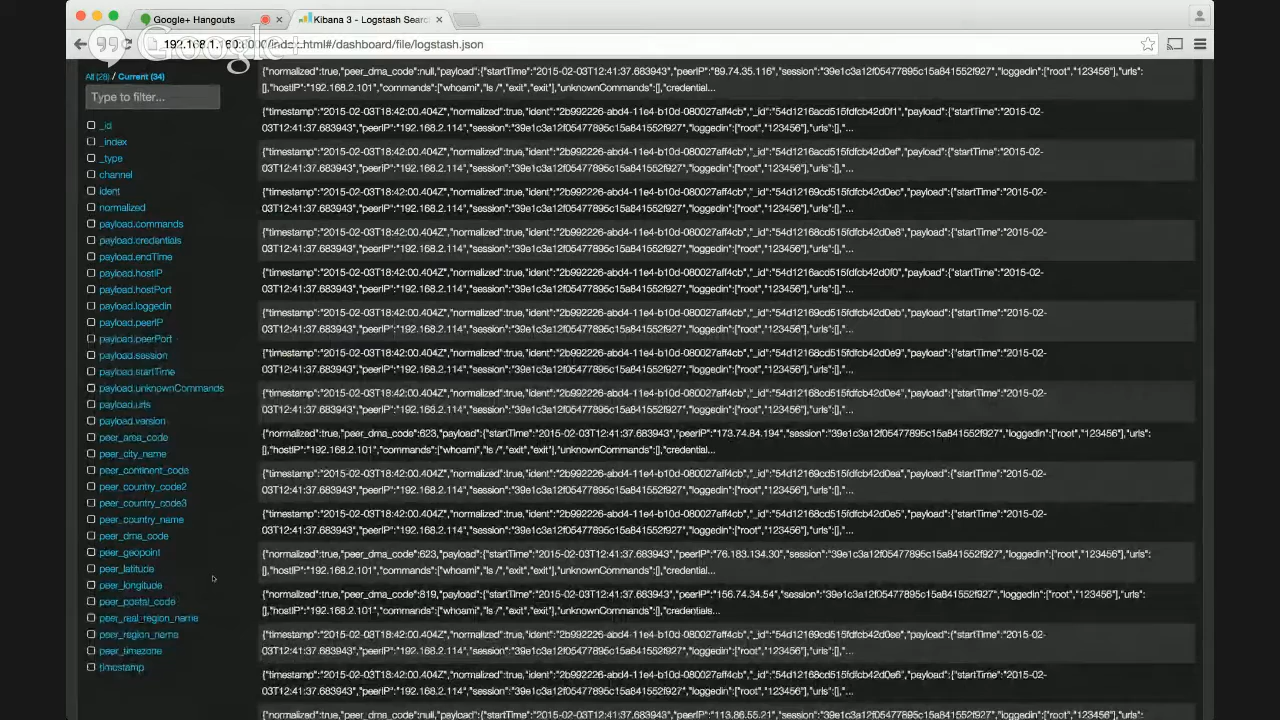 Google+ Hangouts
Kibana 3 - Logstash Searc
Google+
192.168.1.160
/index.html#/dashboard/file/logstash.json
All (28) / Current (34)
Type to filter...
_id
_index
_type
channel
ident
normalized
payload.commands
payload.credentials
payload.endTime
payload.hostIP
payload.hostPort
payload.loggedin
payload.peerIP
payload.peerPort
payload.session
payload.startTime
payload.unknownCommands
payload.urls
payload.version
peer_area_code
peer_city_name
peer_continent_code
peer_country_code2
peer_country_code3
peer_country_name
peer_dma_code
peer_geopoint
peer_latitude
peer_longitude
peer_postal_code
peer_real_region_name
peer_region_name
peer_timezone
timestamp
{"normalized":true,"peer_dma_code":null,"payload":{"startTime":"2015-02-03T12:41:37.683943","peerIP":"89.74.35.116","session":"39e1c3a12f05477895c15a841552f927","loggedin":["root","123456"],"urls":
[],"hostIP":"192.168.2.101","commands":["whoami","ls /","exit","exit"],"unknownCommands":[],"credential...
{"timestamp":"2015-02-03T18:42:00.404Z","normalized":true,"ident":"2b992226-abd4-11e4-b10d-080027aff4cb","_id":"54d1216acd515fdfcb42d0f1","payload":{"startTime":"2015-02-
03T12:41:37.683943","peerIP":"192.168.2.114","session":"39e1c3a12f05477895c15a841552f927","loggedin":["root","123456"],"urls":[],"...
{"timestamp":"2015-02-03T18:42:00.404Z","normalized":true,"ident":"2b992226-abd4-11e4-b10d-080027aff4cb","_id":"54d1216acd515fdfcb42d0ef","payload":{"startTime":"2015-02-
03T12:41:37.683943","peerIP":"192.168.2.114","session":"39e1c3a12f05477895c15a841552f927","loggedin":["root","123456"],"urls":[],"...
{"timestamp":"2015-02-03T18:42:00.404Z","normalized":true,"ident":"2b992226-abd4-11e4-b10d-080027aff4cb","_id":"54d12169cd515fdfcb42d0ec","payload":{"startTime":"2015-02-
03T12:41:37.683943","peerIP":"192.168.2.114","session":"39e1c3a12f05477895c15a841552f927","loggedin":["root","123456"],"urls":[],"...
{"timestamp":"2015-02-03T18:42:00.404Z","normalized":true,"ident":"2b992226-abd4-11e4-b10d-080027aff4cb","_id":"54d12168cd515fdfcb42d0e8","payload":{"startTime":"2015-02-
03T12:41:37.683943","peerIP":"192.168.2.114","session":"39e1c3a12f05477895c15a841552f927","loggedin":["root","123456"],"urls":[],"...
{"timestamp":"2015-02-03T18:42:00.404Z","normalized":true,"ident":"2b992226-abd4-11e4-b10d-080027aff4cb","_id":"54d1216acd515fdfcb42d0f0","payload":{"startTime":"2015-02-
03T12:41:37.683943","peerIP":"192.168.2.114","session":"39e1c3a12f05477895c15a841552f927","loggedin":["root","123456"],"urls":[],"...
{"timestamp":"2015-02-03T18:42:00.404Z","normalized":true,"ident":"2b992226-abd4-11e4-b10d-080027aff4cb","_id":"54d12169cd515fdfcb42d0eb","payload":{"startTime":"2015-02-
03T12:41:37.683943","peerIP":"192.168.2.114","session":"39e1c3a12f05477895c15a841552f927","loggedin":["root","123456"],"urls":[],"...
{"timestamp":"2015-02-03T18:42:00.404Z","normalized":true,"ident":"2b992226-abd4-11e4-b10d-080027aff4cb","_id":"54d12168cd515fdfcb42d0e9","payload":{"startTime":"2015-02-
03T12:41:37.683943","peerIP":"192.168.2.114","session":"39e1c3a12f05477895c15a841552f927","loggedin":["root","123456"],"urls":[],"...
{"timestamp":"2015-02-03T18:42:00.404Z","normalized":true,"ident":"2b992226-abd4-11e4-b10d-080027aff4cb","_id":"54d12168cd515fdfcb42d0e4","payload":{"startTime":"2015-02-
03T12:41:37.683943","peerIP":"192.168.2.114","session":"39e1c3a12f05477895c15a841552f927","loggedin":["root","123456"],"urls":[],"...
{"normalized":true,"peer_dma_code":623,"payload":{"startTime":"2015-02-03T12:41:37.683943","peerIP":"173.74.84.194","session":"39e1c3a12f05477895c15a841552f927","loggedin":["root","123456"],"urls":
[],"hostIP":"192.168.2.101","commands":["whoami","ls /","exit","exit"],"unknownCommands":[],"credential...
{"timestamp":"2015-02-03T18:42:00.404Z","normalized":true,"ident":"2b992226-abd4-11e4-b10d-080027aff4cb","_id":"54d12169cd515fdfcb42d0ea","payload":{"startTime":"2015-02-
03T12:41:37.683943","peerIP":"192.168.2.114","session":"39e1c3a12f05477895c15a841552f927","loggedin":["root","123456"],"urls":[],"...
{"timestamp":"2015-02-03T18:42:00.404Z","normalized":true,"ident":"2b992226-abd4-11e4-b10d-080027aff4cb","_id":"54d12168cd515fdfcb42d0e5","payload":{"startTime":"2015-02-
03T12:41:37.683943","peerIP":"192.168.2.114","session":"39e1c3a12f05477895c15a841552f927","loggedin":["root","123456"],"urls":[],"...
{"normalized":true,"peer_dma_code":623,"payload":{"startTime":"2015-02-03T12:41:37.683943","peerIP":"76.183.134.30","session":"39e1c3a12f05477895c15a841552f927","loggedin":["root","123456"],"urls":
[],"hostIP":"192.168.2.101","commands":["whoami","ls /","exit","exit"],"unknownCommands":[],"credential...
{"normalized":true,"peer_dma_code":819,"payload":{"startTime":"2015-02-03T12:41:37.683943","peerIP":"156.74.34.54","session":"39e1c3a12f05477895c15a841552f927","loggedin":["root","123456"],"urls":
[],"hostIP":"192.168.2.101","commands":["whoami","ls /","exit","exit"],"unknownCommands":[],"credentials...
{"timestamp":"2015-02-03T18:42:00.404Z","normalized":true,"ident":"2b992226-abd4-11e4-b10d-080027aff4cb","_id":"54d12169cd515fdfcb42d0ee","payload":{"startTime":"2015-02-
03T12:41:37.683943","peerIP":"192.168.2.114","session":"39e1c3a12f05477895c15a841552f927","loggedin":["root","123456"],"urls":[],"...
{"timestamp":"2015-02-03T18:42:00.404Z","normalized":true,"ident":"2b992226-abd4-11e4-b10d-080027aff4cb","_id":"54d12168cd515fdfcb42d0e6","payload":{"startTime":"2015-02-
03T12:41:37.683943","peerIP":"192.168.2.114","session":"39e1c3a12f05477895c15a841552f927","loggedin":["root","123456"],"urls":[],"...
{"normalized":true,"peer_dma_code":null,"payload":{"startTime":"2015-02-03T12:41:37.683943","peerIP":"113.86.55.21","session":"39e1c3a12f05477895c15a841552f927","loggedin":["root","123456"],"urls":